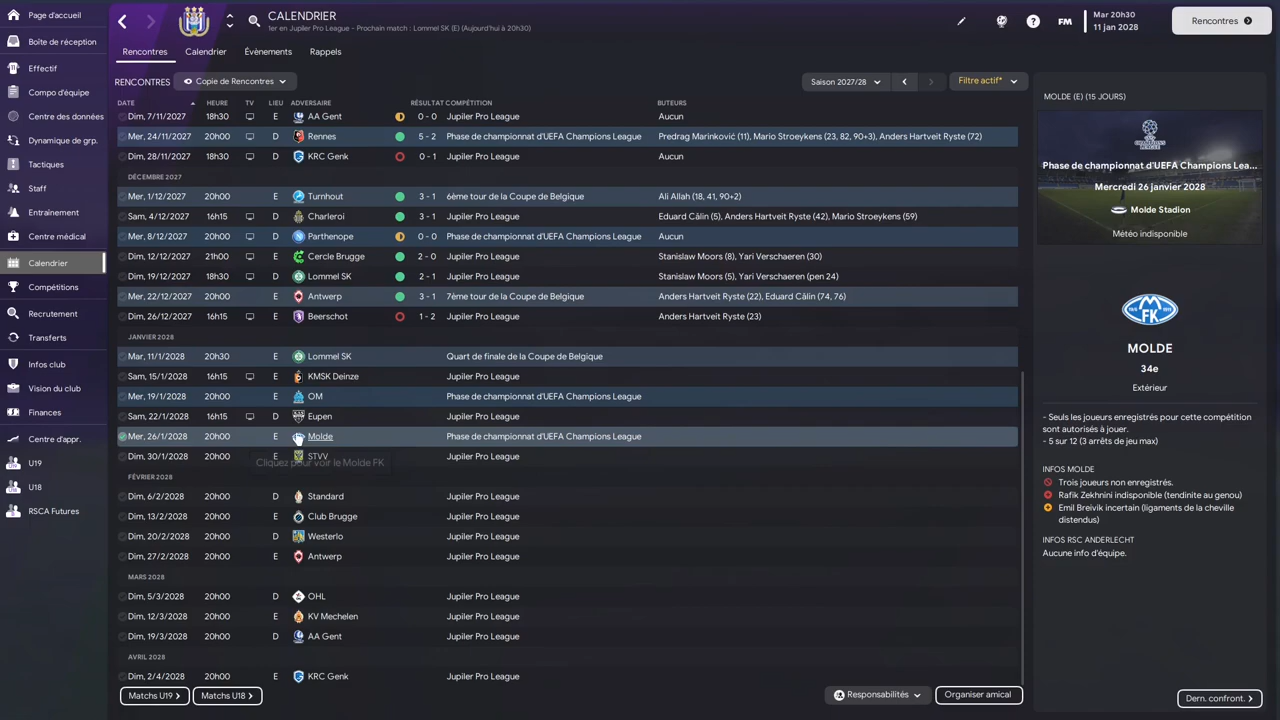 Page d'accueil
Boîte de réception
Effectif
Compo d'équipe
Centre des données
Dynamique de grp.
Tactiques
Staff
Entrainement
Centre médical
Calendrier
Compétitions
Recrutement
Transferts
Infos club
Vision du club
Finances
Centre d'appr.
U19
U18
RSCA Futures
CALENDRIER
1er en Jupiler Pro League - Prochain match : Lommel SK (E) (Aujourd'hui à 20h30)
FM
Mar 20h30
11 jan 2028
Rencontres
Rencontres Calendrier Évènements Rappels
RENCONTRES Copie de Rencontres Saison 2027/28 Filtre actif*
DATE HEURE TV LIEU ADVERSAIRE RÉSULTAT COMPÉTITION BUTEURS
Dim, 7/11/2027 18h30 E AA Gent 0 - 0 Jupiler Pro League Aucun
Mer, 24/11/2027 20h00 E Rennes 5 - 2 Phase de championnat d'UEFA Champions League Predrag Marinković (11), Mario Stroeykens (23, 82, 90+3), Anders Hartveit Ryste (72)
Dim, 28/11/2027 18h30 E KRC Genk 0 - 1 Jupiler Pro League Aucun
DÉCEMBRE 2027
Mer, 1/12/2027 20h00 E Turnhout 3 - 1 6ème tour de la Coupe de Belgique Ali Allah (18, 41, 90+2)
Sam, 4/12/2027 16h15 D Charleroi 3 - 1 Jupiler Pro League Eduard Călin (5), Anders Hartveit Ryste (42), Mario Stroeykens (59)
Mer, 8/12/2027 20h00 D Parthenope 0 - 0 Phase de championnat d'UEFA Champions League Aucun
Dim, 12/12/2027 21h00 E Cercle Brugge 2 - 0 Jupiler Pro League Stanislaw Moors (8), Yari Verschaeren (30)
Dim, 19/12/2027 18h30 D Lommel SK 2 - 1 Jupiler Pro League Stanislaw Moors (5), Yari Verschaeren (pen 24)
Mer, 22/12/2027 20h00 E Antwerp 3 - 1 7ème tour de la Coupe de Belgique Anders Hartveit Ryste (22), Eduard Călin (74, 76)
Dim, 26/12/2027 16h15 E Beerschot 1 - 2 Jupiler Pro League Anders Hartveit Ryste (23)
JANVIER 2028
Mar, 11/1/2028 20h30 E Lommel SK Quart de finale de la Coupe de Belgique
Sam, 15/1/2028 16h15 E KMSK Deinze Jupiler Pro League
Mer, 19/1/2028 20h00 E OM Phase de championnat d'UEFA Champions League
Sam, 22/1/2028 16h15 D Eupen Jupiler Pro League
Mer, 26/1/2028 20h00 E Molde Phase de championnat d'UEFA Champions League
Dim, 30/1/2028 20h00 E STVV Jupiler Pro League
Cliquez pour voir le Molde FK
FÉVRIER 2028
Dim, 6/2/2028 20h00 D Standard Jupiler Pro League
Dim, 13/2/2028 20h00 E Club Brugge Jupiler Pro League
Dim, 20/2/2028 20h00 D Westerlo Jupiler Pro League
Dim, 27/2/2028 20h00 E Antwerp Jupiler Pro League
MARS 2028
Dim, 5/3/2028 20h00 D OHL Jupiler Pro League
Dim, 12/3/2028 20h00 E KV Mechelen Jupiler Pro League
Dim, 19/3/2028 20h00 D AA Gent Jupiler Pro League
AVRIL 2028
Dim, 2/4/2028 20h00 E KRC Genk Jupiler Pro League
Matchs U19 Matchs U18 Responsabilités Organiser amical
MOLDE (E) (15 JOURS)
Phase de championnat d'UEFA Champions Lea...
Mercredi 26 janvier 2028
Molde Stadion
Météo indisponible
MFK
MOLDE
34e
Extérieur
- Seuls les joueurs enregistrés pour cette compétition
sont autorisés à jouer.
- 5 sur 12 (3 arrêts de jeu max)
INFOS MOLDE
Trois joueurs non enregistrés.
Rafik Zekhnini indisponible (tendinite au genou)
Emil Breivik incertain (ligaments de la cheville
distendus)
INFOS RSC ANDERLECHT
Aucune info d'équipe.
Dern. confront.